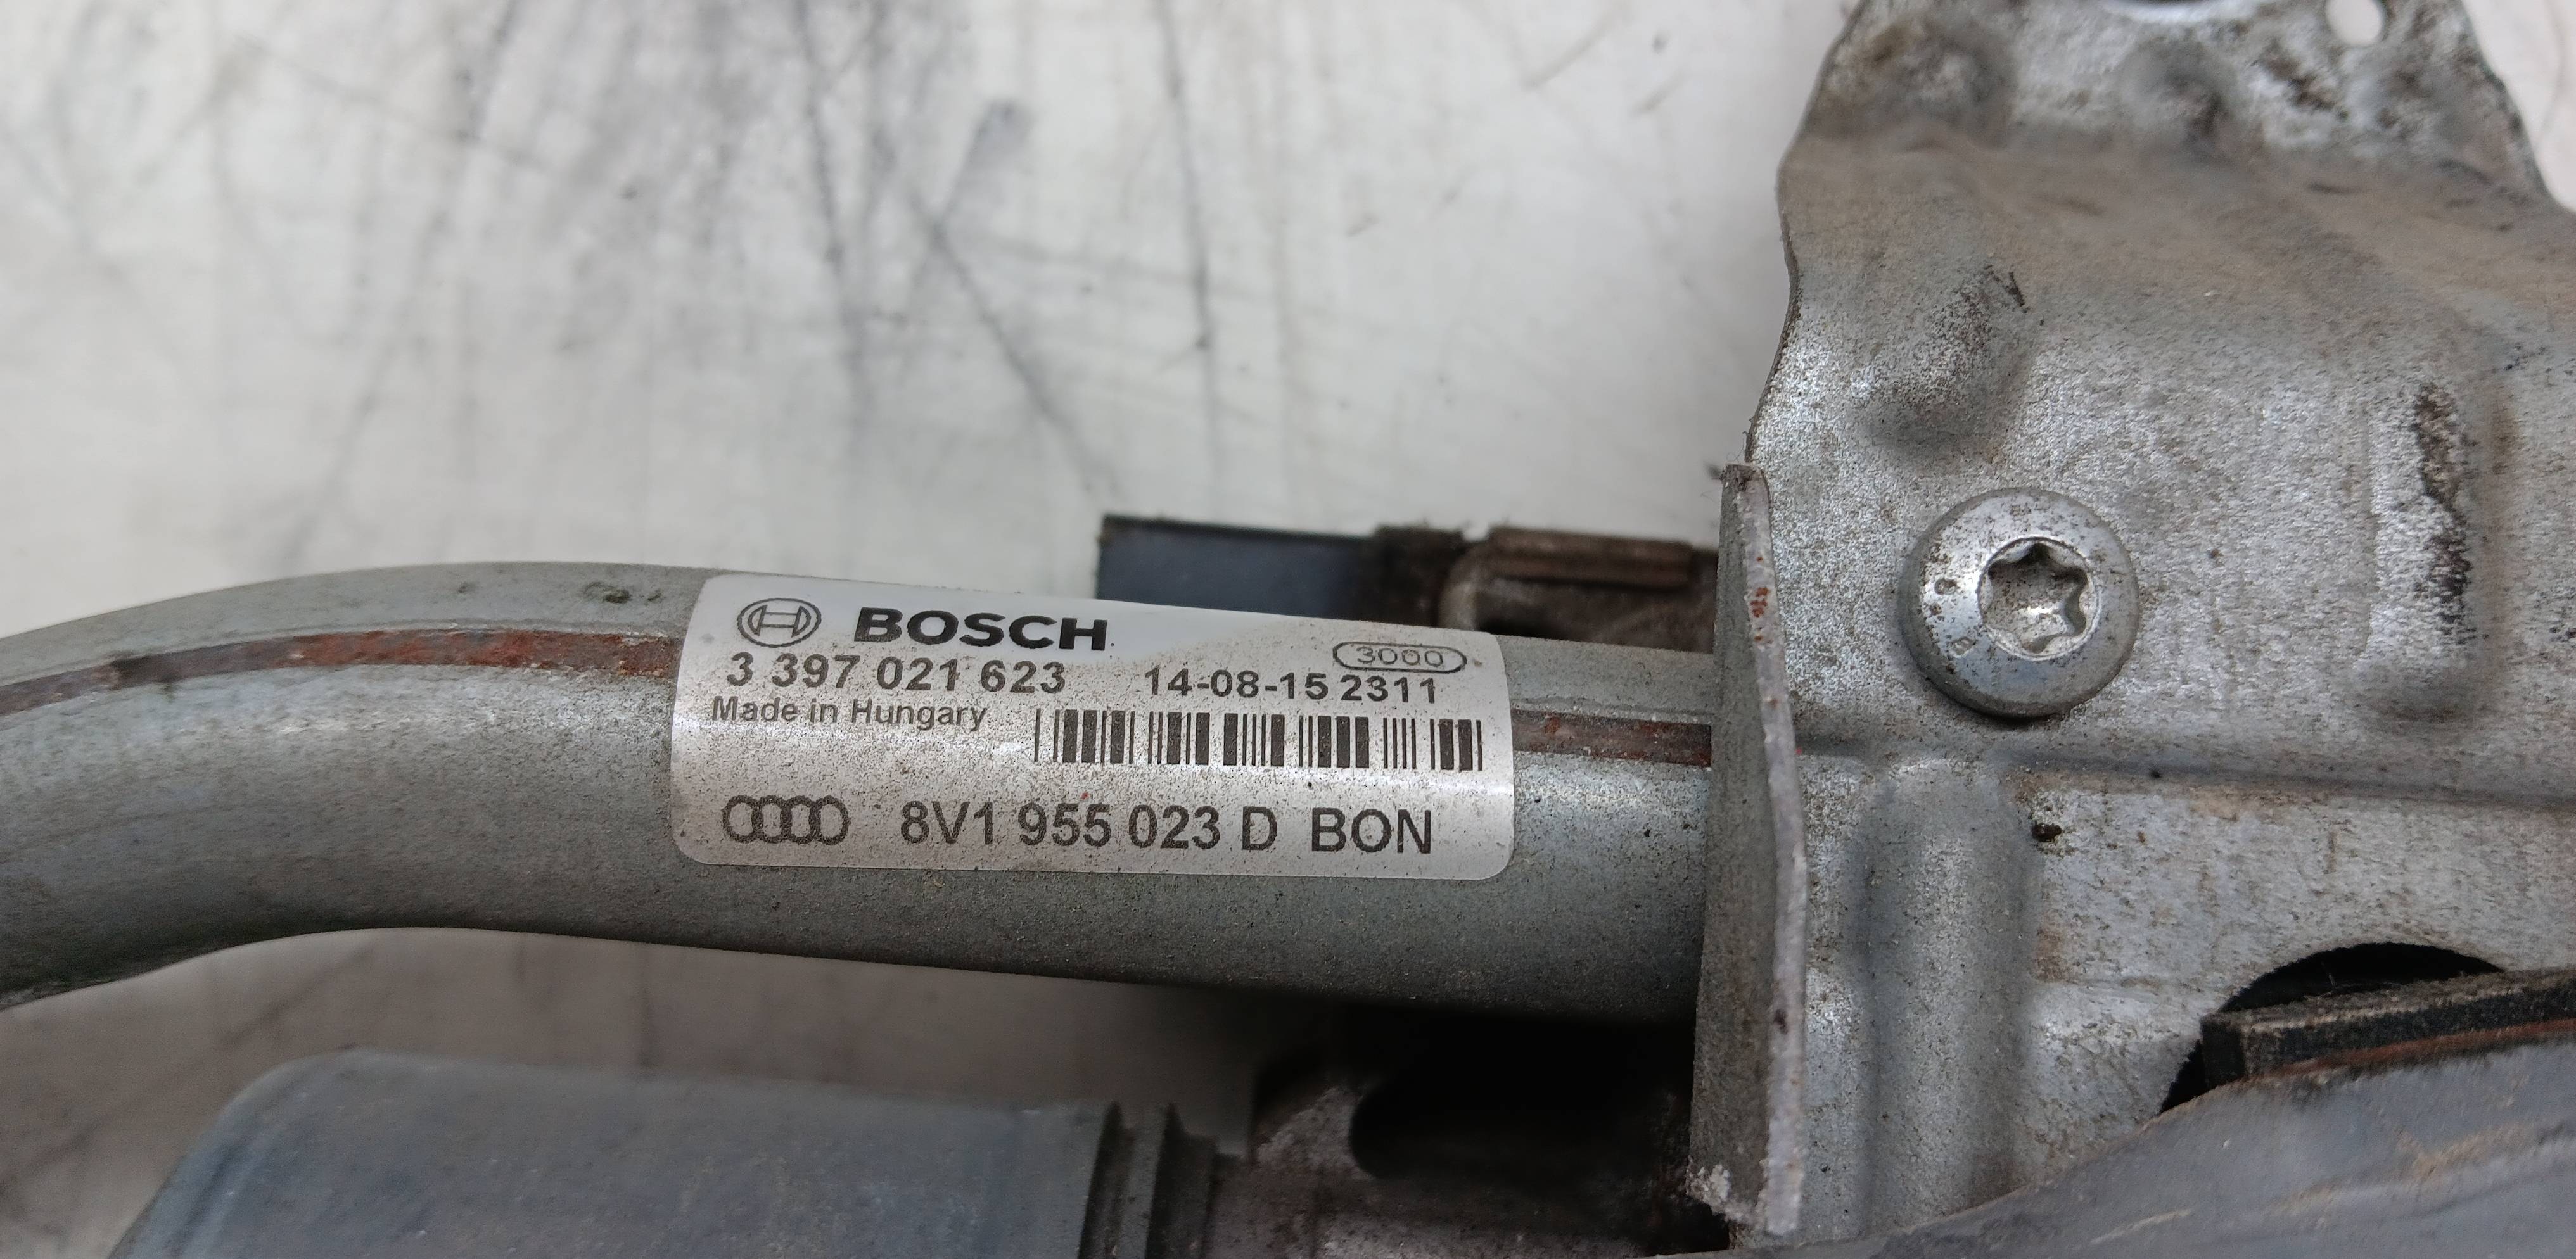 BOSCH
3000
3 397 021 623 14-08-15 2311
Made in Hungary
8V1 955 023 D BON